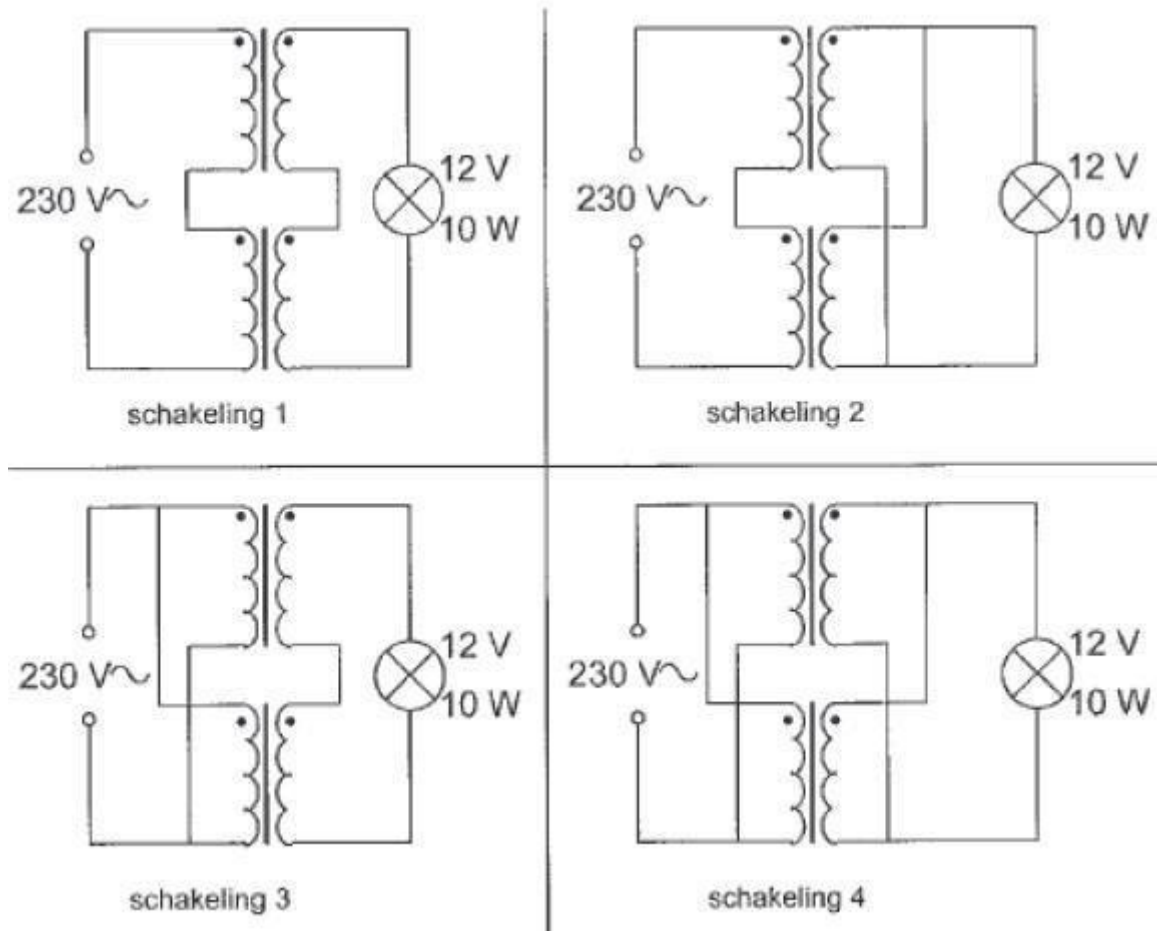 12 V
230 V~
10 W
schakeling 1
12 V
230 V~
10 W
schakeling 2
12 V
230 V~
10 W
schakeling 3
12 V
230 V~
10 W
schakeling 4